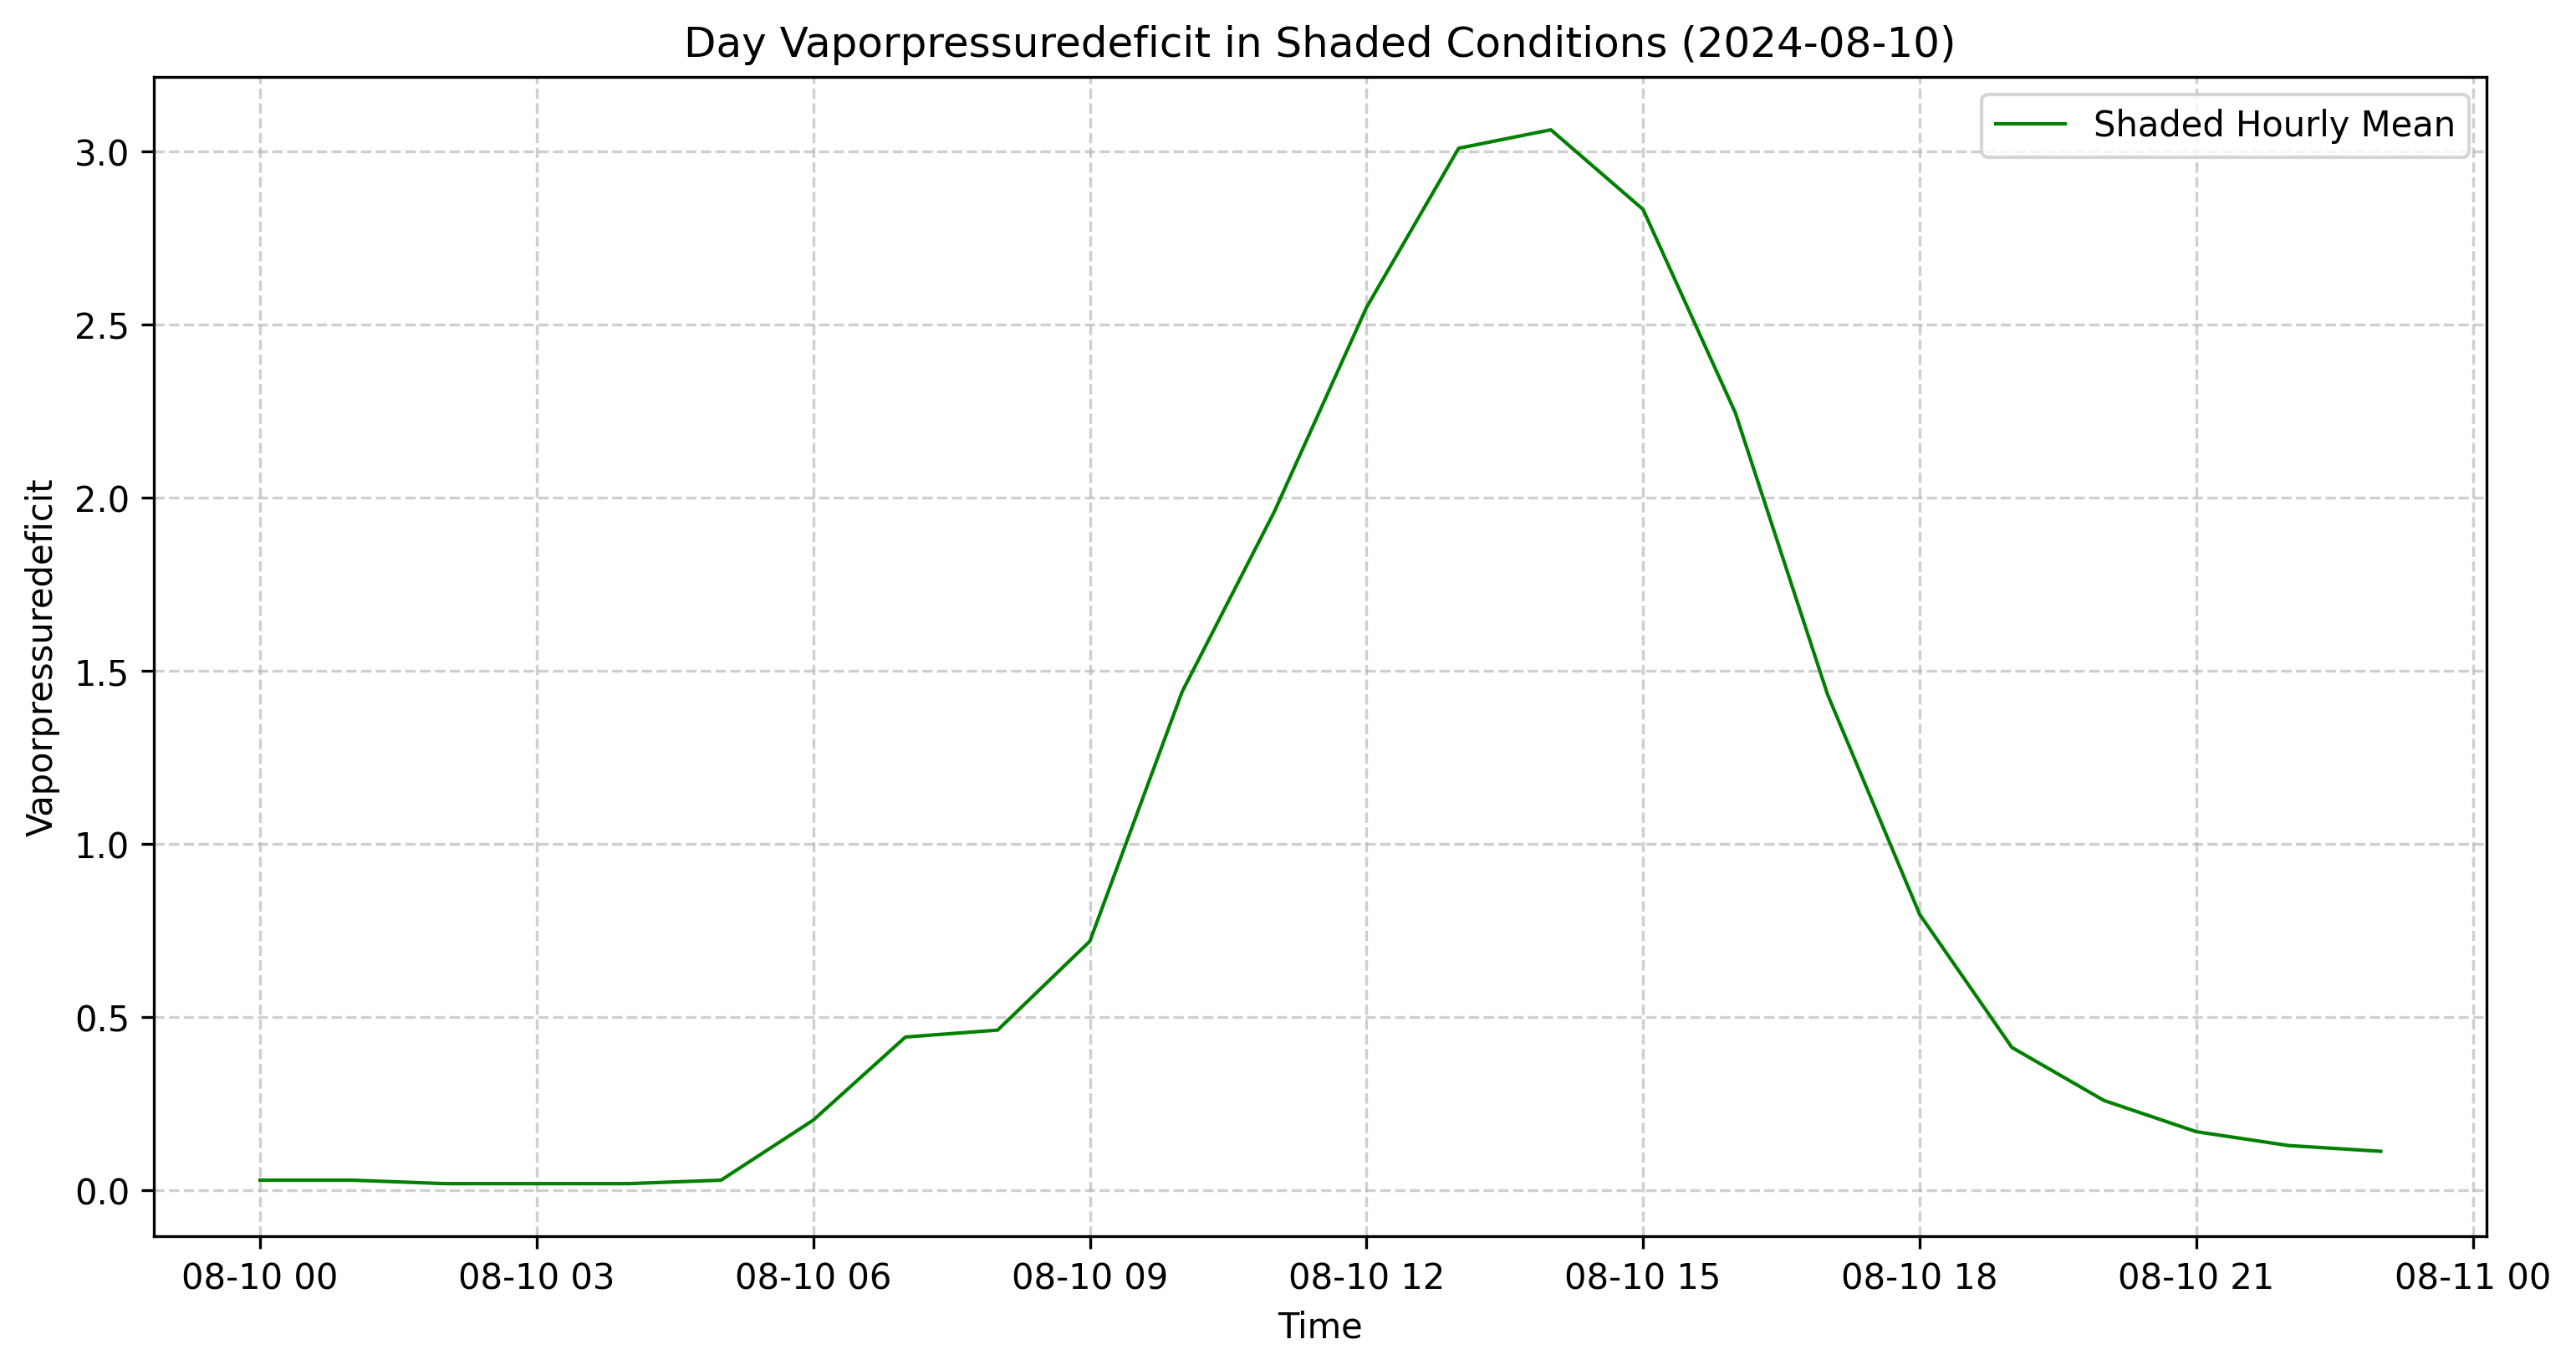 Day Vaporpressuredeficit in Shaded Conditions (2024-08-10)
Shaded Hourly Mean
Vaporpressuredeficit
3.0
2.5
2.0
1.5
1.0
0.5
0.0
08-10 00 08-10 03 08-10 06 08-10 09 08-10 12 08-10 15 08-10 18 08-10 21 08-11 00
Time